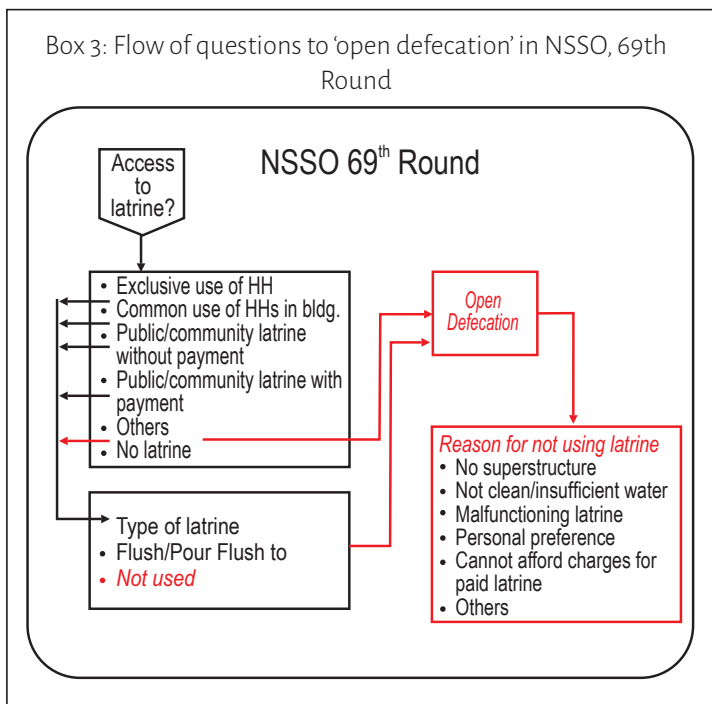 Box 3: Flow of questions to ‘open defecation’ in NSSO, 69th
Round
NSSO 69th Round
Access
to
latrine?
• Exclusive use of HH
• Common use of HHs in bldg.
• Public/community latrine
without payment
• Public/community latrine with
payment
• Others
• No latrine
Open
Defecation
Type of latrine
• Flush/Pour Flush to
• Not used
Reason for not using latrine
• No superstructure
• Not clean/insufficient water
• Malfunctioning latrine
• Personal preference
• Cannot afford charges for
paid latrine
• Others